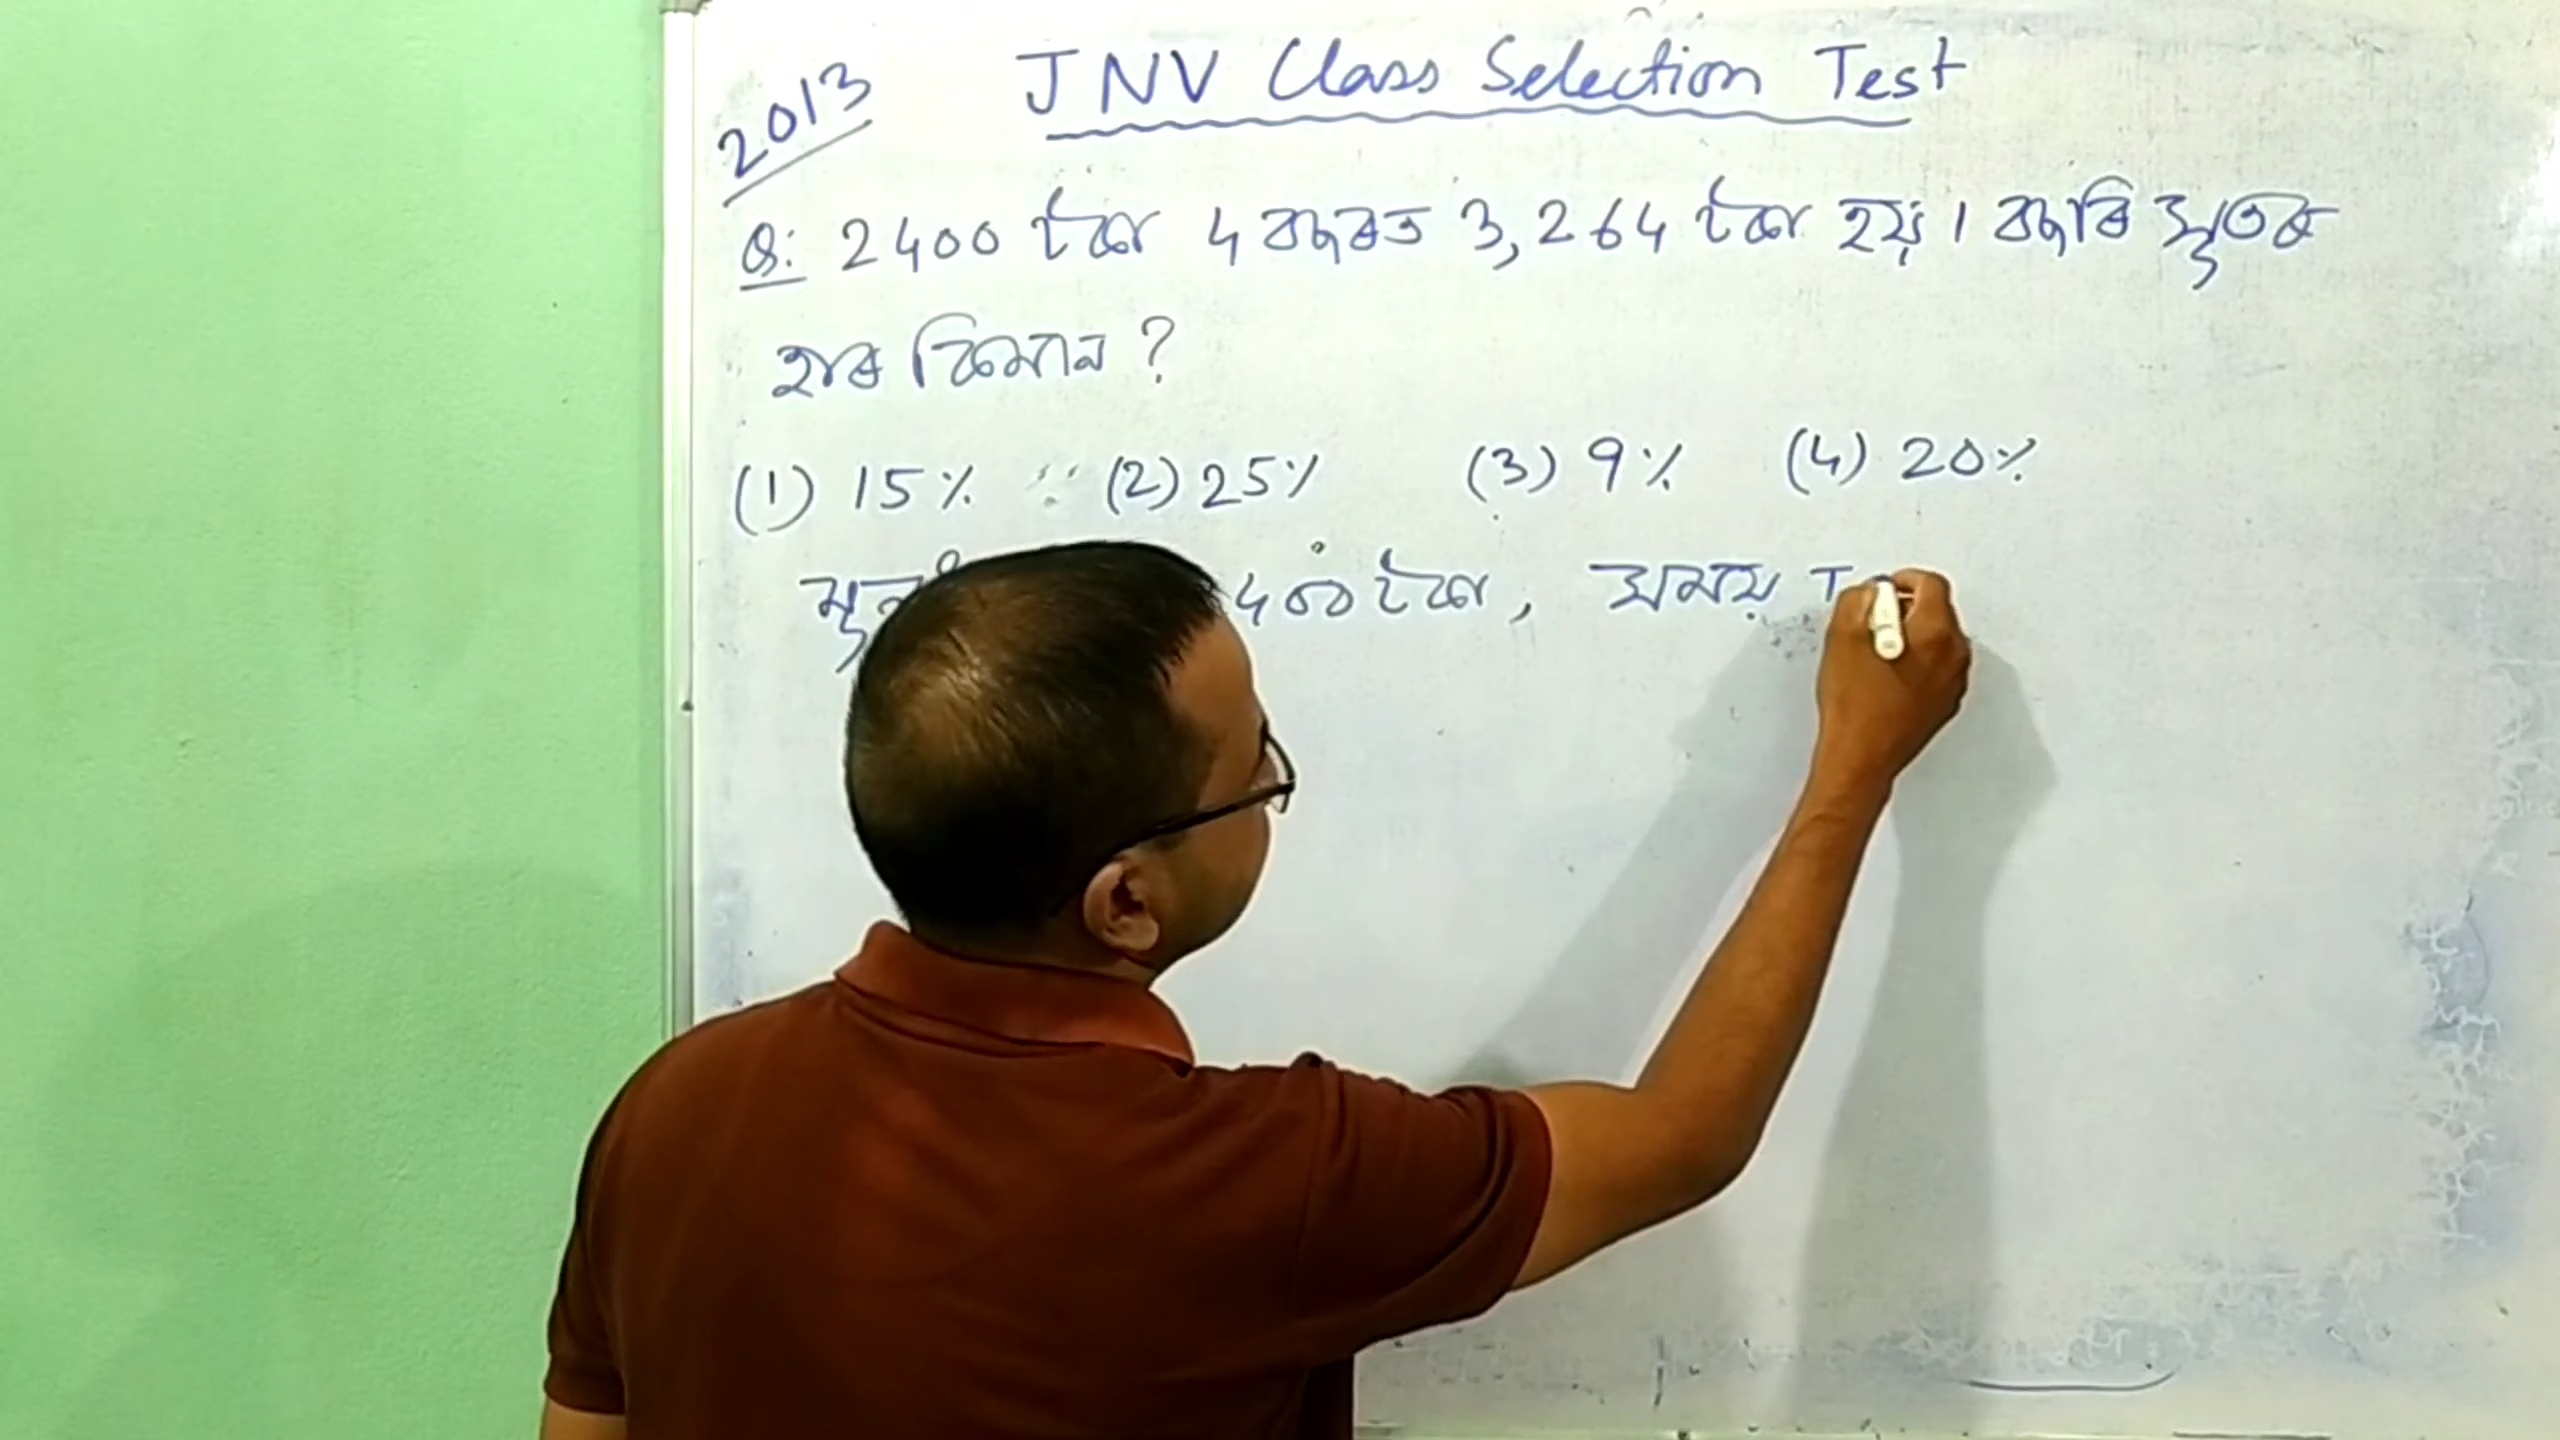 2013 JNV Class Selection Test
Q: 2400 টকা 4 বছৰত 3,264 টকা হয়। বছৰি সুতৰ
হাৰ কিমান ?
(1) 15% (2) 25% (3) 9% (4) 20%
400 টকা, সময় T